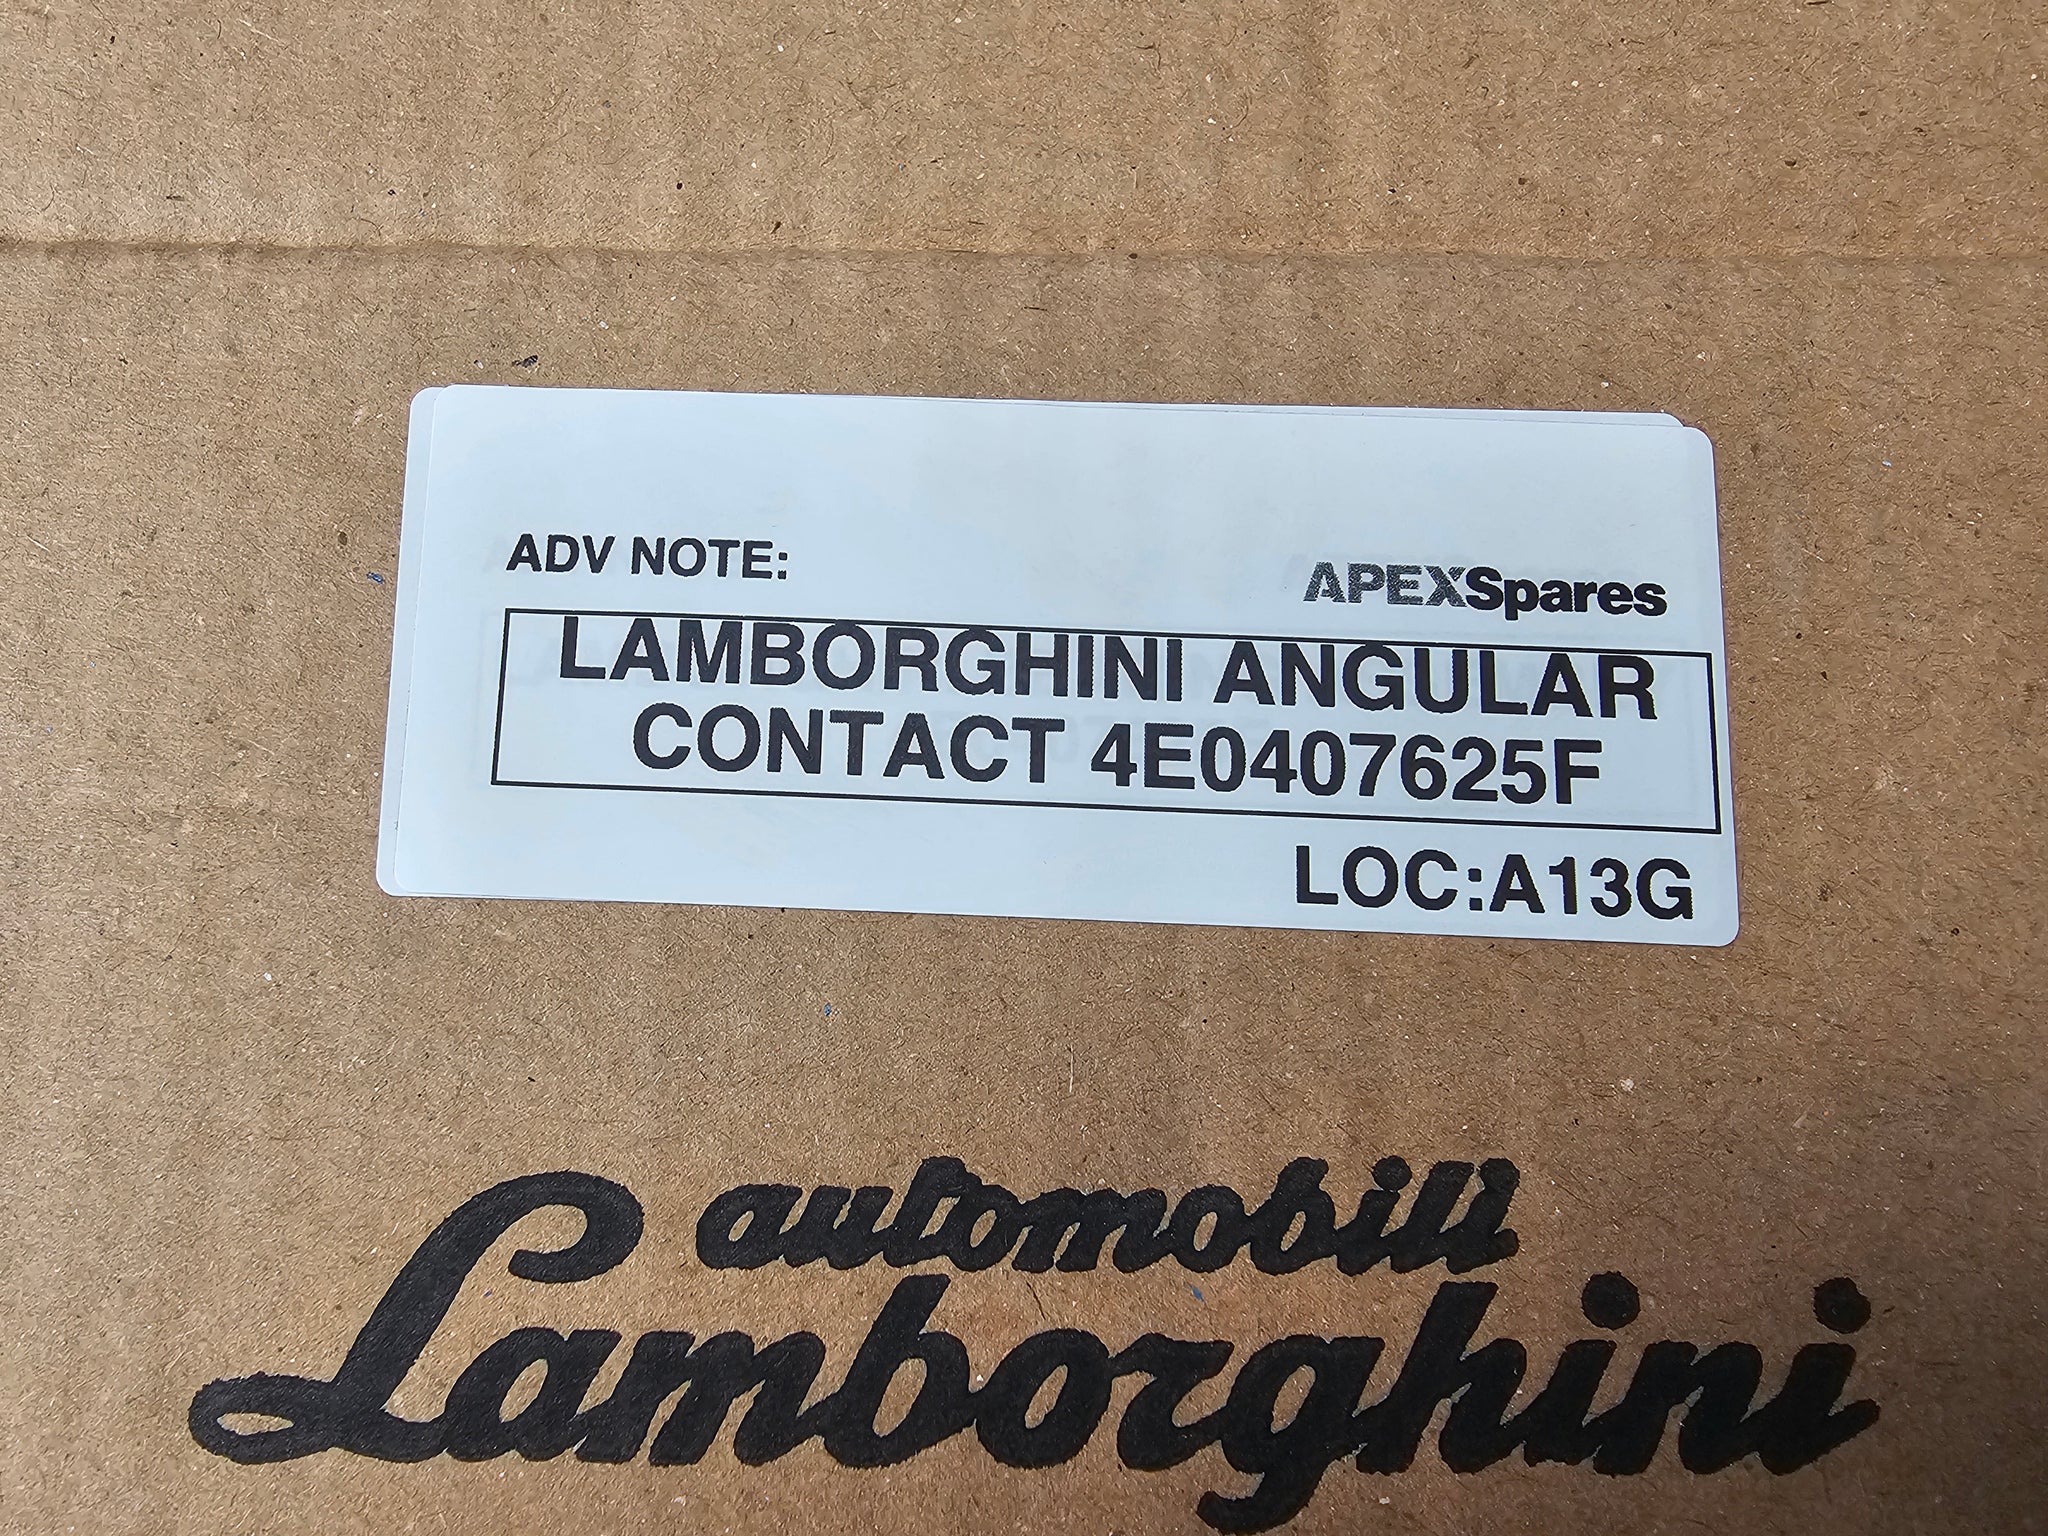 ADV NOTE:
APEXSpares
LAMBORGHINI ANGULAR
CONTACT 4E0407625F
LOC:A13G
automobili
Lamborghini